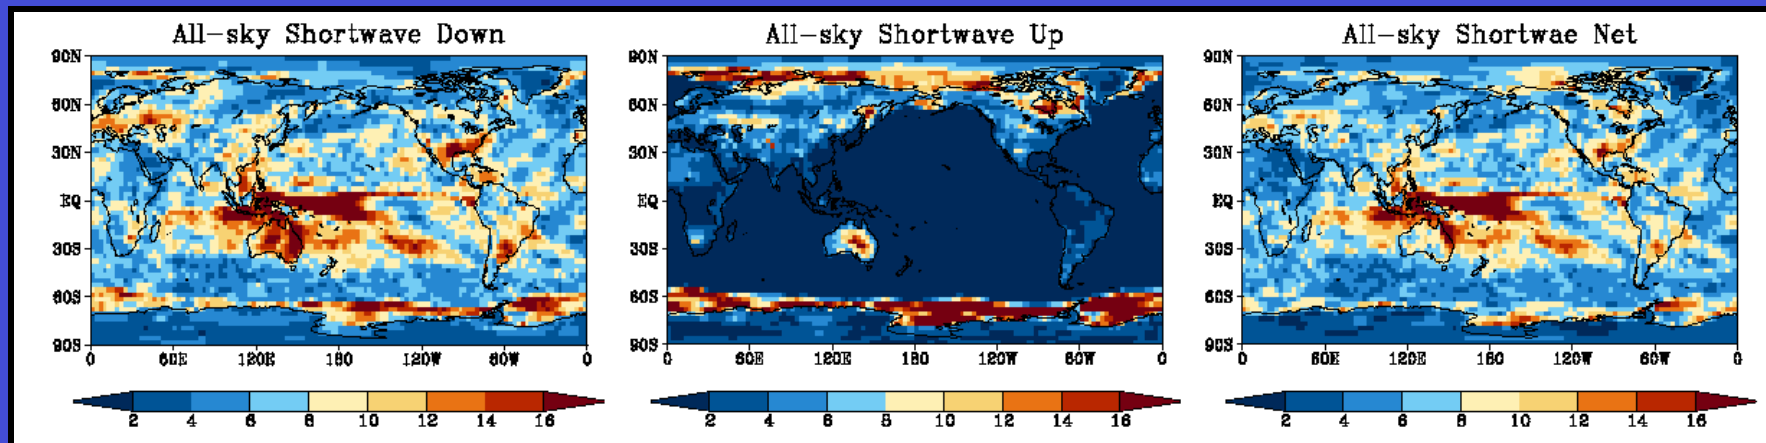 All-sky Shortwave Down
90N
60N
30N
EQ
30S
60S
90S
0 60E 120E 180 120W 60W 0
2 4 6 8 10 12 14 16
All-sky Shortwave Up
90N
60N
30N
EQ
30S
60S
90S
0 60E 120E 180 120W 60W 0
2 4 6 8 10 12 14 16
All-sky Shortwae Net
90N
60N
30N
EQ
30S
60S
90S
0 60E 120E 180 120W 60W 0
2 4 6 8 10 12 14 16